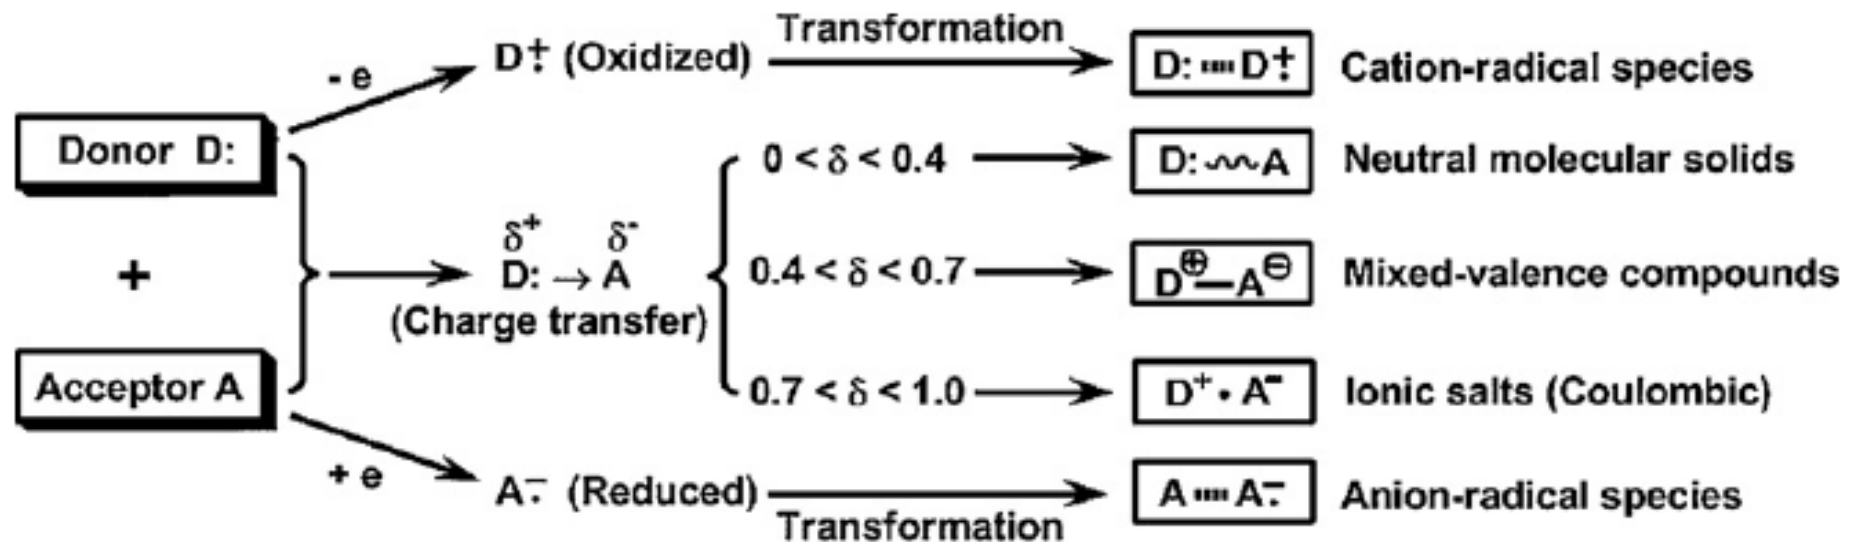 Transformation
- e
D⨥ (Oxidized)
D: ┉ D⨥
Cation-radical species
Donor D:
0 < δ < 0.4
D: 〰 A
Neutral molecular solids
+
δ⁺ δ⁻
D: → A
(Charge transfer)
0.4 < δ < 0.7
D⊕—A⊖
Mixed-valence compounds
Acceptor A
0.7 < δ < 1.0
D⁺ • A⁻
Ionic salts (Coulombic)
+ e
A⨪ (Reduced)
Transformation
A ┉ A⨪
Anion-radical species